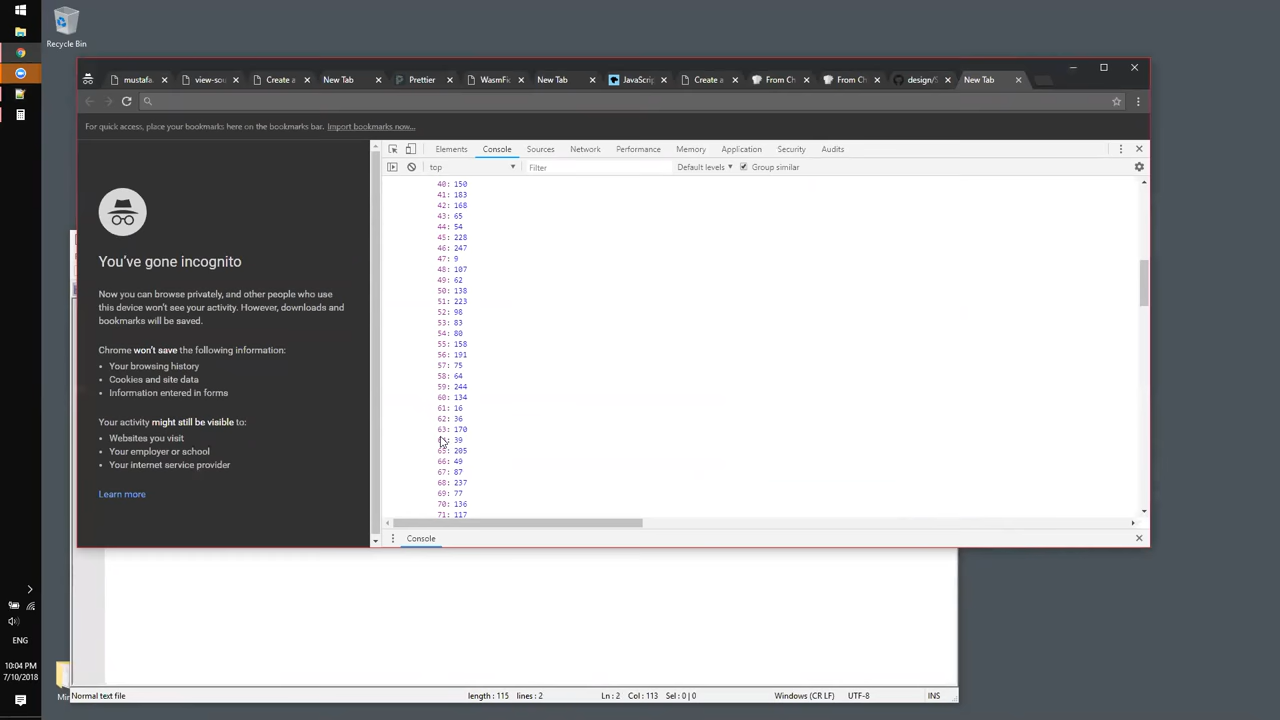 Recycle Bin
mustafa.
view-sou
Create a
New Tab
Prettier
WasmFi
New Tab
JavaScrip
Create a
From Ch
From Ch
design/
New Tab
For quick access, place your bookmarks here on the bookmarks bar. Import bookmarks now...
Elements
Console
Sources
Network
Performance
Memory
Application
Security
Audits
top
Filter
Default levels
Group similar
You've gone incognito
Now you can browse privately, and other people who use
this device won't see your activity. However, downloads and
bookmarks will be saved.
Chrome won't save the following information:
• Your browsing history
• Cookies and site data
• Information entered in forms
Your activity might still be visible to:
• Websites you visit
• Your employer or school
• Your internet service provider
Learn more
40: 150
41: 183
42: 168
43: 65
44: 54
45: 228
46: 247
47: 9
48: 107
49: 62
50: 138
51: 223
52: 98
53: 83
54: 80
55: 158
56: 191
57: 75
58: 64
59: 244
60: 134
61: 16
62: 36
63: 170
39
65: 205
66: 49
67: 87
68: 237
69: 77
70: 136
71: 117
Console
ENG
10:04 PM
7/10/2018
Normal text file
length : 115 lines : 2
Ln : 2 Col : 113 Sel : 0 | 0
Windows (CR LF)
UTF-8
INS